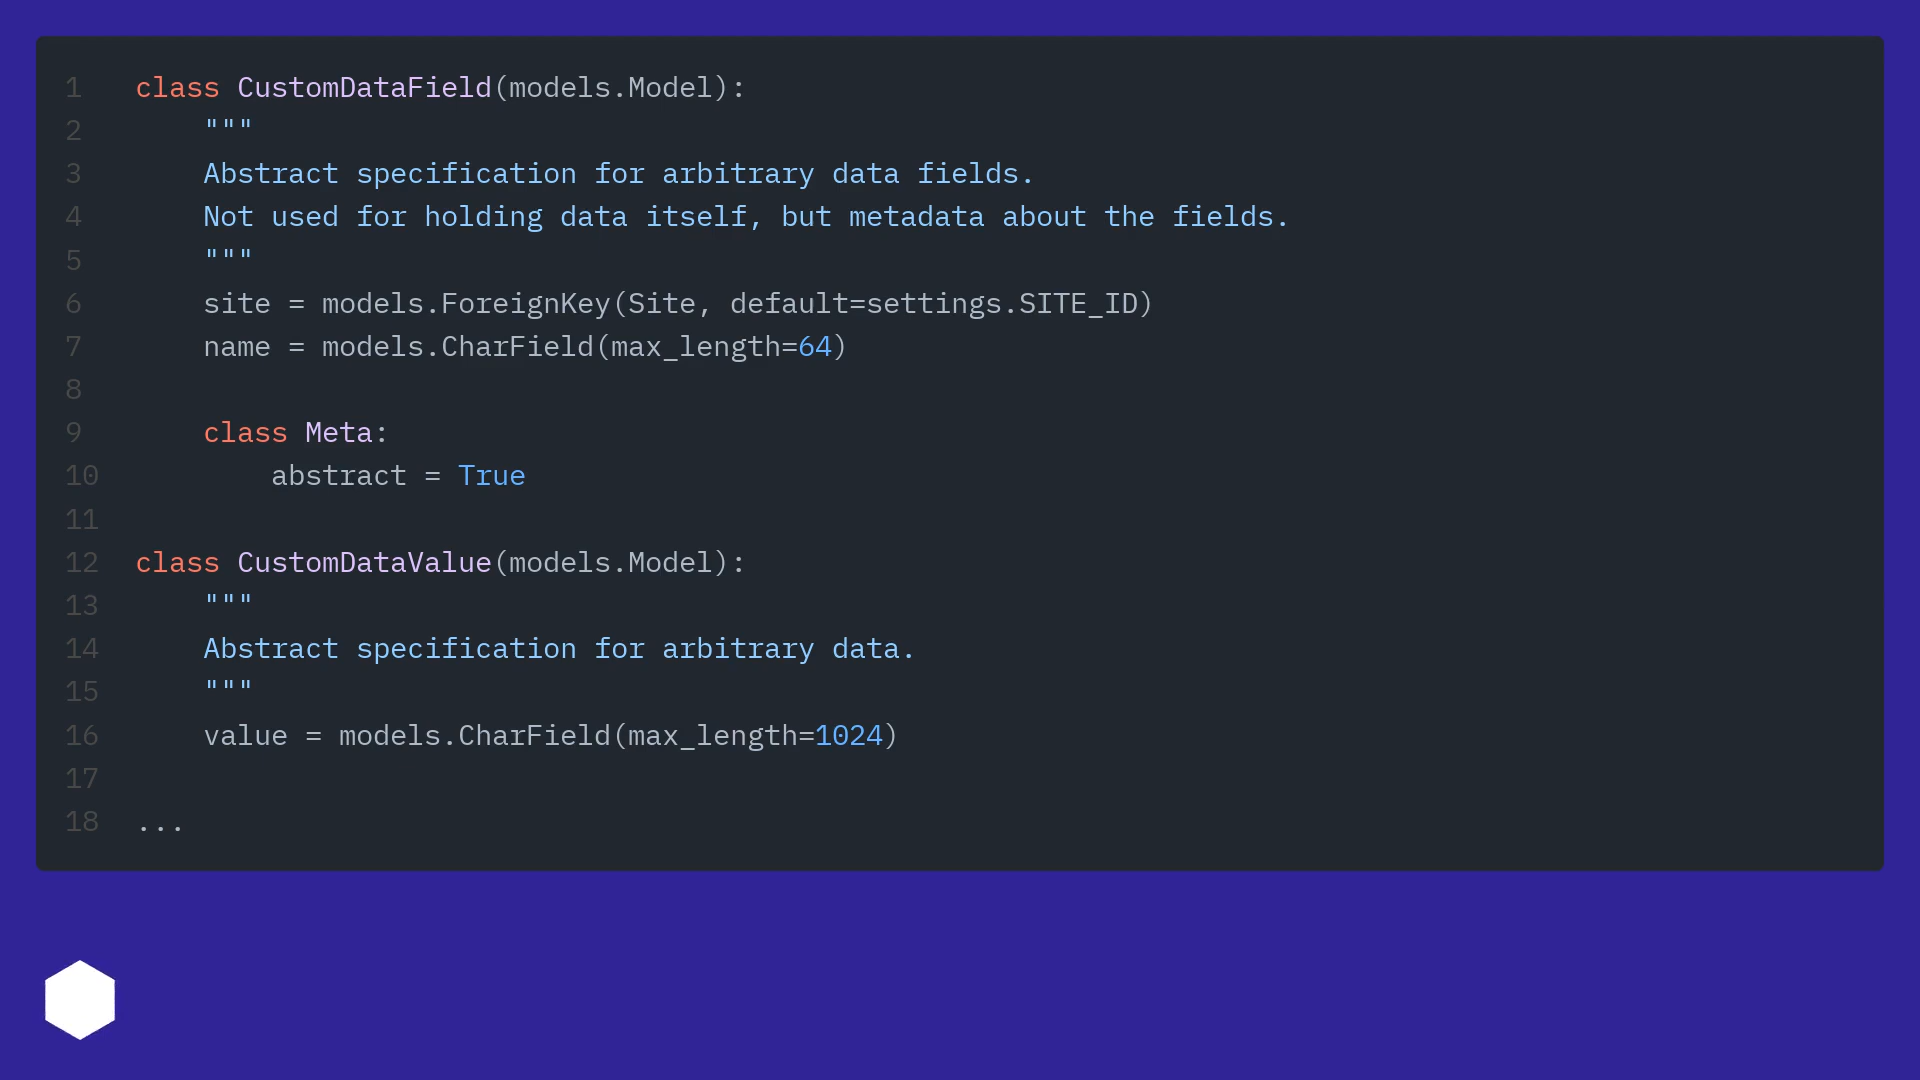 1 class CustomDataField(models.Model):
2 """
3 Abstract specification for arbitrary data fields.
4 Not used for holding data itself, but metadata about the fields.
5 """
6 site = models.ForeignKey(Site, default=settings.SITE_ID)
7 name = models.CharField(max_length=64)
8
9 class Meta:
10 abstract = True
11
12 class CustomDataValue(models.Model):
13 """
14 Abstract specification for arbitrary data.
15 """
16 value = models.CharField(max_length=1024)
17
18 ...